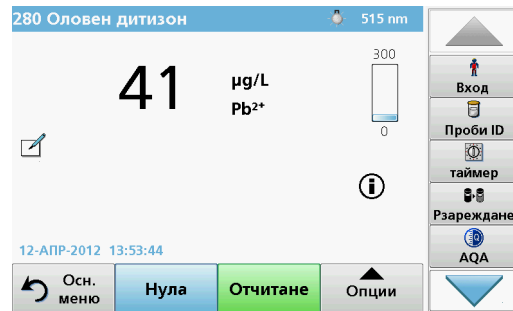 280 Оловен дитизон 515 nm
300
41 µg/L
Pb²⁺
0
12-АПР-2012 13:53:44
Осн. меню
Нула
Отчитане
Опции
Вход
Проби ID
таймер
Рзареждане
AQA